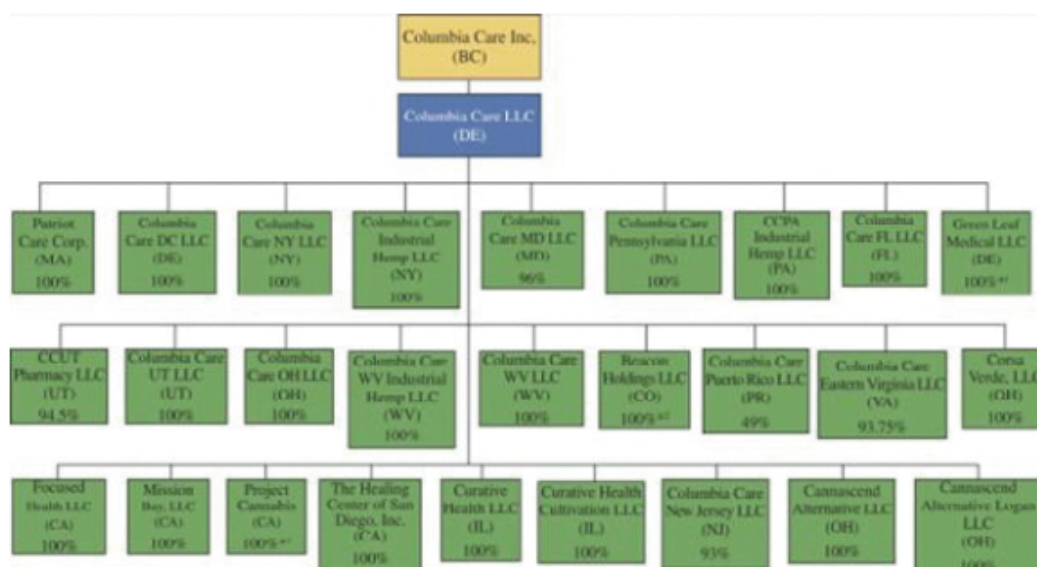 Columbia Care Inc,
(BC)
Columbia Care LLC
(DE)
Patriot
Care Corp.
(MA)
100%
Columbia
Care DC LLC
(DE)
100%
Columbia
Care NY LLC
(NY)
100%
Columbia Care
Industrial
Hemp LLC
(NY)
100%
Columbia
Care MD LLC
(MD)
96%
Columbia Care
Pennsylvania LLC
(PA)
100%
CCPA
Industrial
Hemp LLC
(PA)
100%
Columbia
Care FL LLC
(FL)
100%
Green Leaf
Medical LLC
(DE)
100%
CCUT
Pharmacy LLC
(UT)
94.5%
Columbia Care
UT LLC
(UT)
100%
Columbia
Care OH LLC
(OH)
100%
Columbia Care
WV Industrial
Hemp LLC
(WV)
100%
Columbia Care
WV LLC
(WV)
100%
Beacon
Holdings LLC
(CO)
100%
Columbia Care
Puerto Rico LLC
(PR)
49%
Columbia Care
Eastern Virginia LLC
(VA)
93.75%
Corsa
Verde, LLC
(OH)
100%
Focused
Health LLC
(CA)
100%
Mission
Bay, LLC
(CA)
100%
Project
Cannabis
(CA)
100%
The Healing
Center of San
Diego, Inc.
(CA)
100%
Curative
Health LLC
(IL)
100%
Curative Health
Cultivation LLC
(IL)
100%
Columbia Care
New Jersey LLC
(NJ)
93%
Cannascend
Alternative LLC
(OH)
100%
Cannascend
Alternative Logan
LLC
(OH)
100%